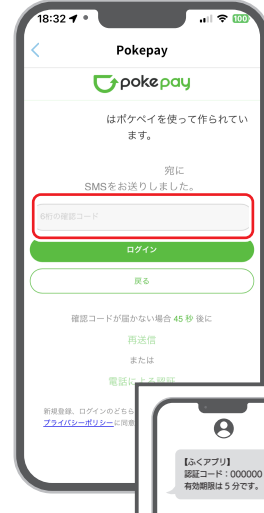 18:32
100
Pokepay
pokepay
はポケペイを使って作られてい
ます。
宛に
SMSをお送りしました。
6桁の確認コード
ログイン
戻る
確認コードが届かない場合 45 秒 後に
再送信
または
電話による認証
新規登録、ログインのどちら
プライバシーポリシーに同意
【ふくアプリ】
認証コード：000000
有効期限は 5 分です。